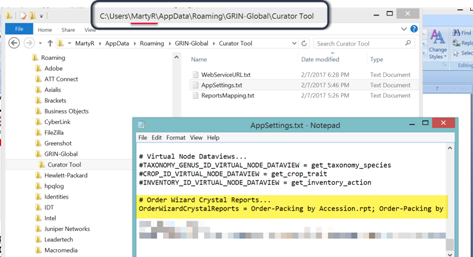 C:\Users\MartyR\AppData\Roaming\GRIN-Global\Curator Tool
File Home Share View
MartyR AppData Roaming GRIN-Global Curator Tool
Search
Find
Replace
Select
Change Styles
Editing
Roaming
Adobe
ATT Connect
Axialis
Brackets
Business Objects
CyberLink
FileZilla
Greenshot
GRIN-Global
Curator Tool
Hewlett-Packard
hpqlog
Identities
IDT
Intel
Juniper Networks
Leadertech
Macromedia
Name Date modified Type
WebServiceURL.txt 2/7/2017 6:28 PM Text Document
AppSettings.txt 2/7/2017 5:46 PM Text Document
ReportsMapping.txt 2/7/2017 5:46 PM Text Document
AppSettings.txt - Notepad
File Edit Format View Help
# Virtual Node Dataviews...
#TAXONOMY_GENUS_ID_VIRTUAL_NODE_DATAVIEW = get_taxonomy_species
#CROP_ID_VIRTUAL_NODE_DATAVIEW = get_crop_trait
#INVENTORY_ID_VIRTUAL_NODE_DATAVIEW = get_inventory_action
# Order Wizard Crystal Reports...
OrderWizardCrystalReports = Order-Packing by Accession.rpt; Order-Packing by